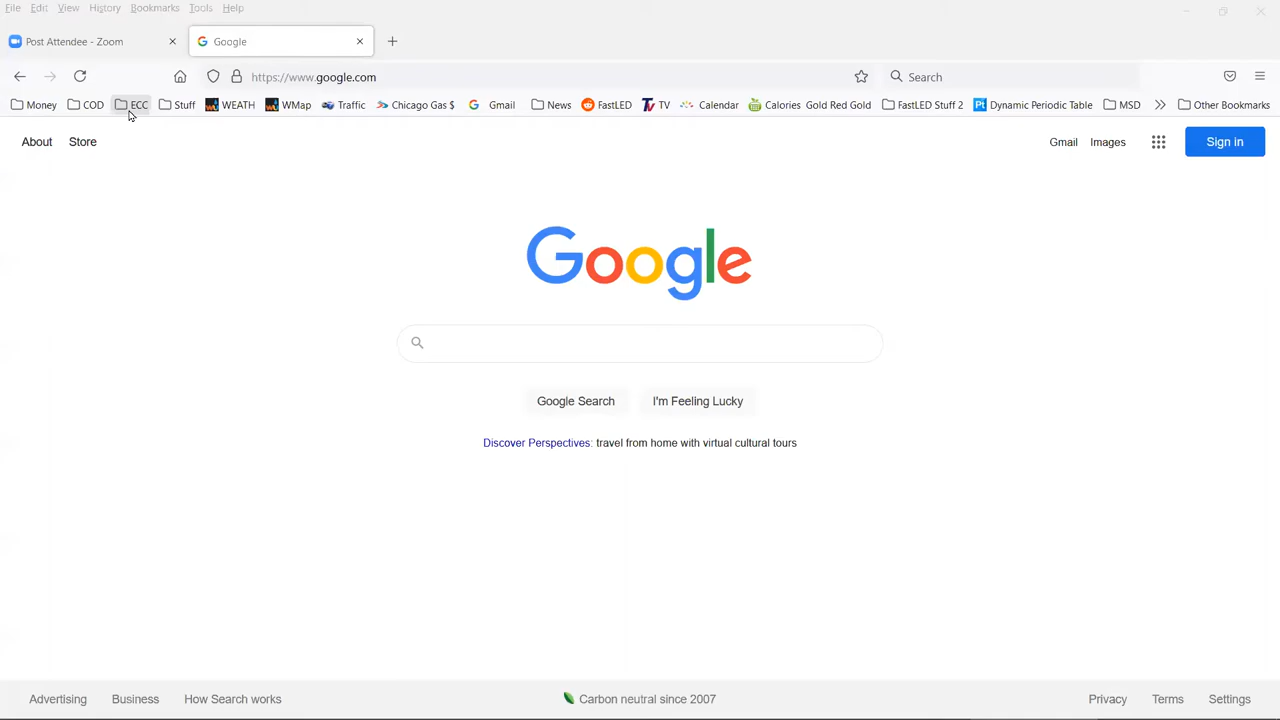 File Edit View History Bookmarks Tools Help
Post Attendee - Zoom Google
https://www.google.com Search
Money COD ECC Stuff WEATH WMap Traffic Chicago Gas $ Gmail News FastLED TV Calendar Calories Gold Red Gold FastLED Stuff 2 Pt Dynamic Periodic Table MSD Other Bookmarks
About Store Gmail Images Sign in
Google
Google Search I'm Feeling Lucky
Discover Perspectives: travel from home with virtual cultural tours
Advertising Business How Search works Carbon neutral since 2007 Privacy Terms Settings